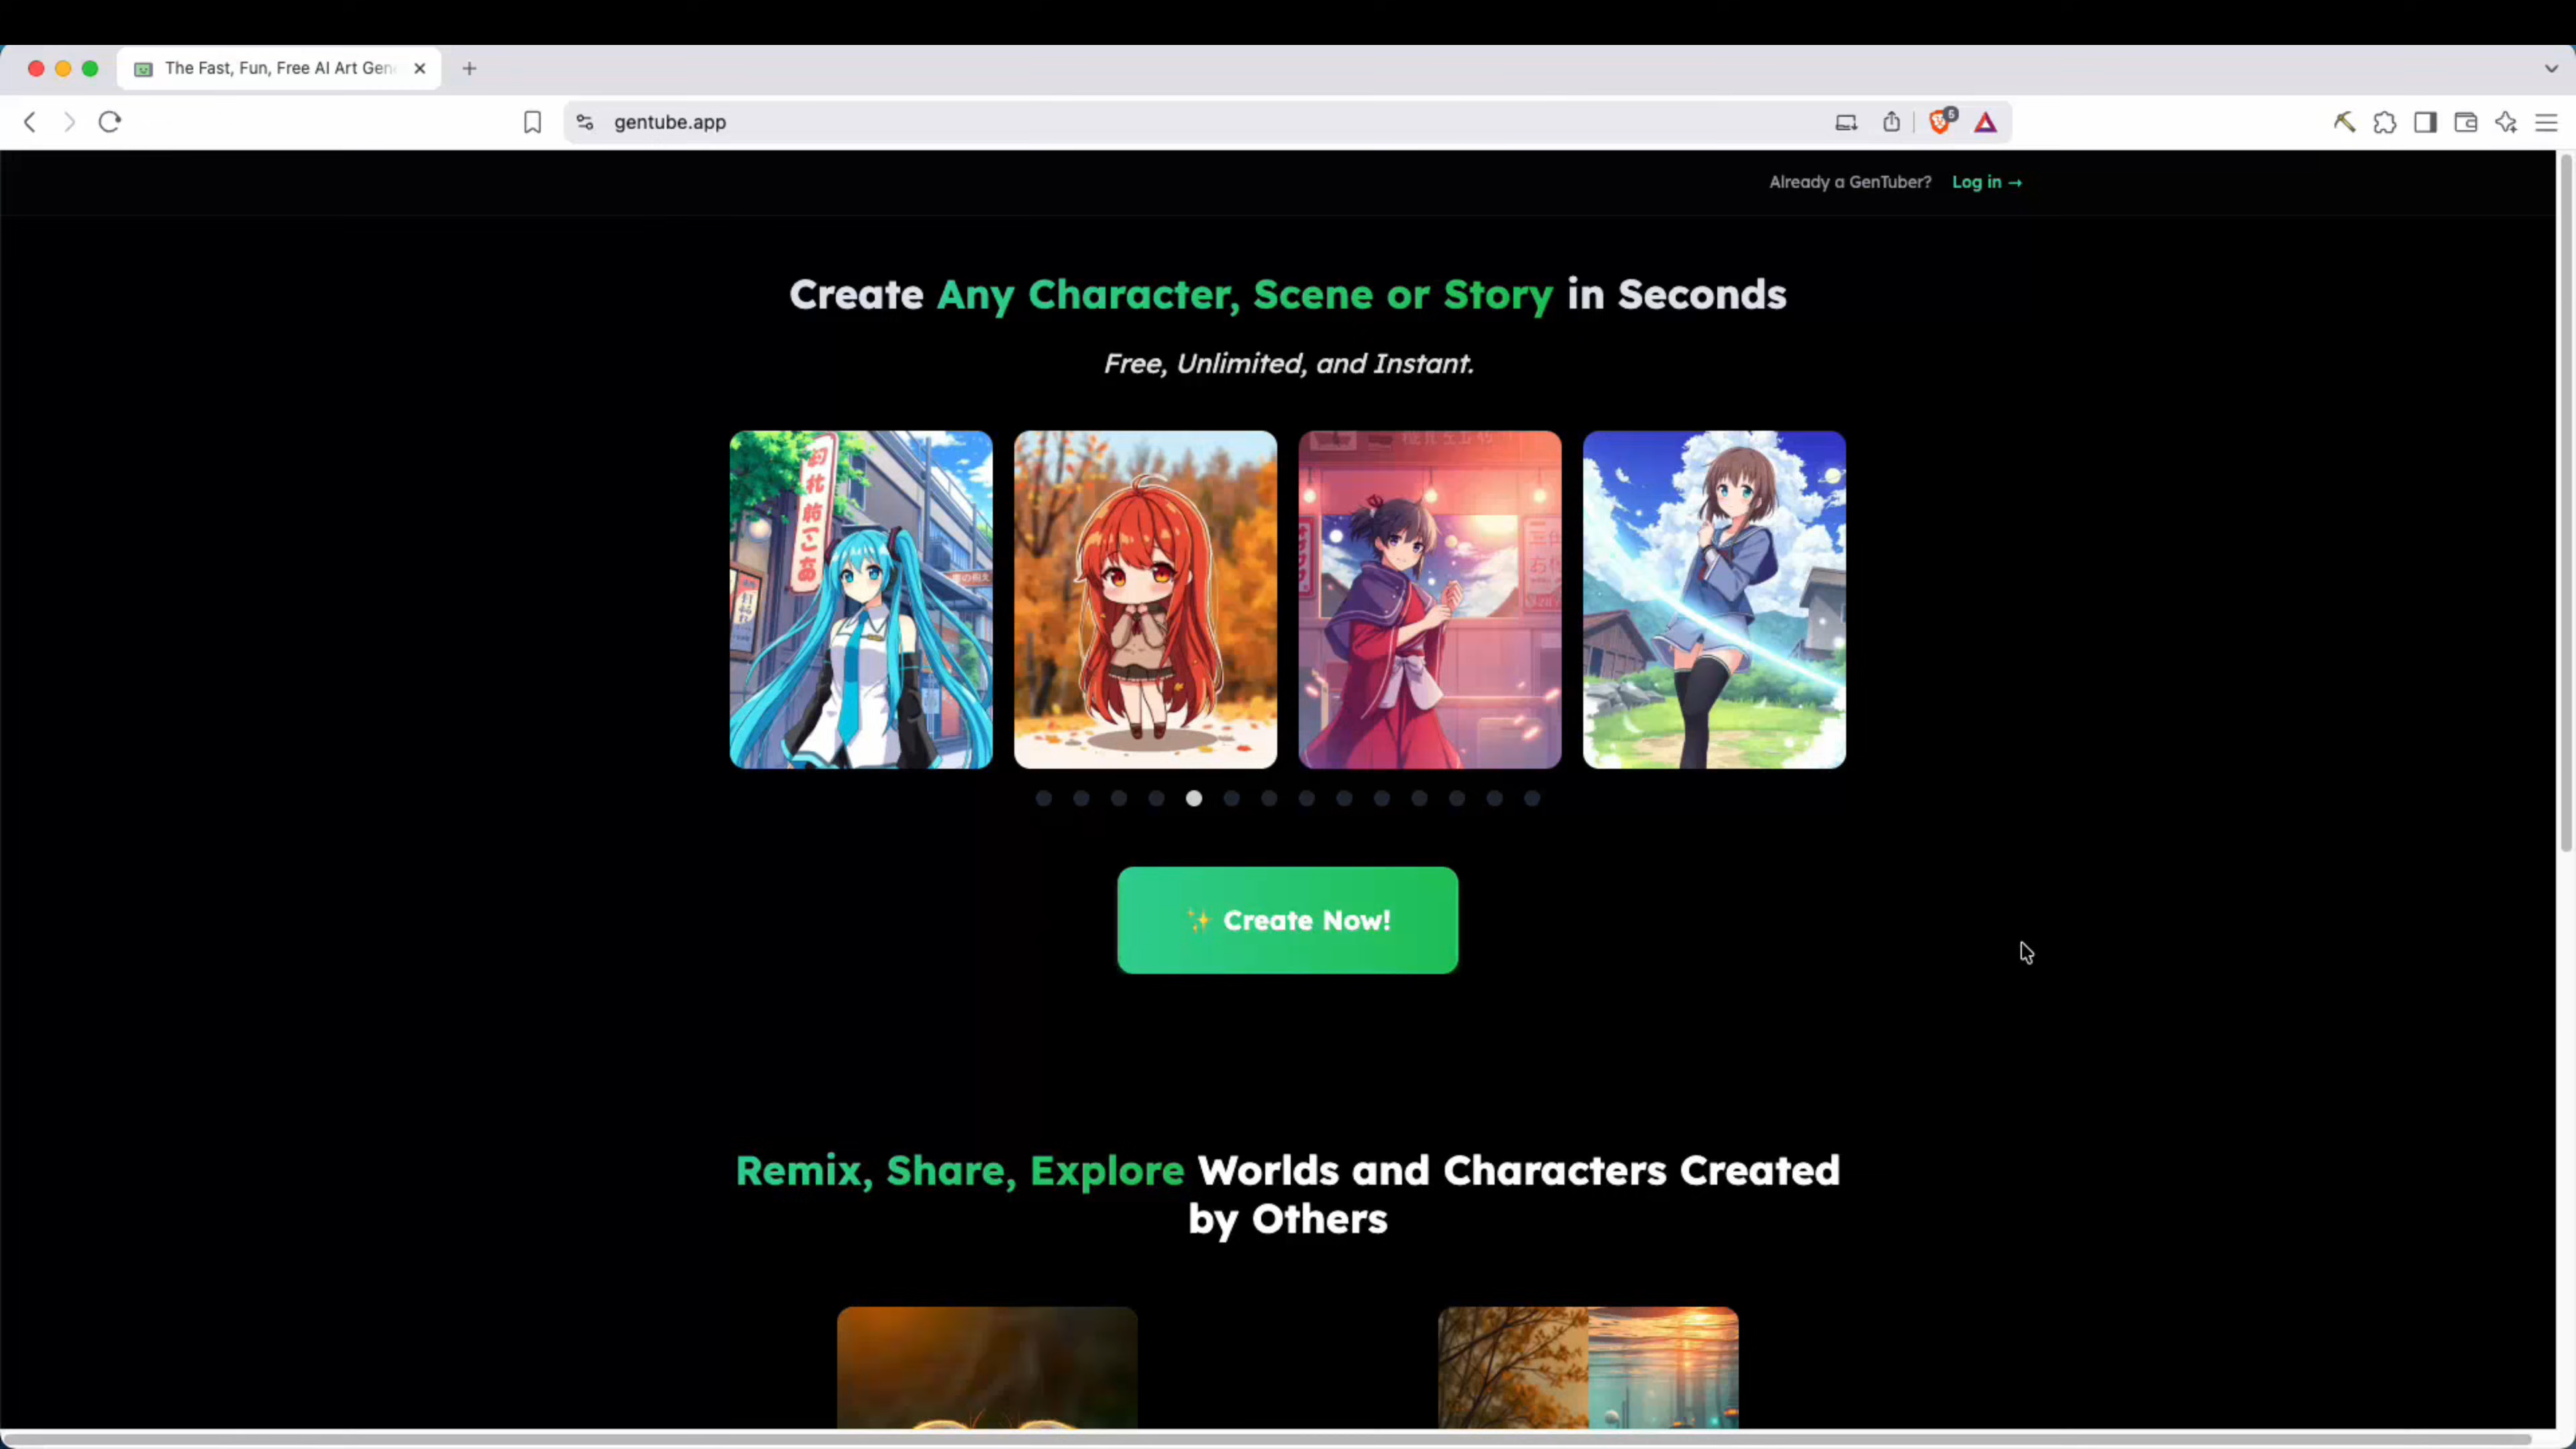 The Fast, Fun, Free AI Art Gen
gentube.app
5
Already a GenTuber? Log in →
Create Any Character, Scene or Story in Seconds
Free, Unlimited, and Instant.
✨ Create Now!
Remix, Share, Explore Worlds and Characters Created
by Others